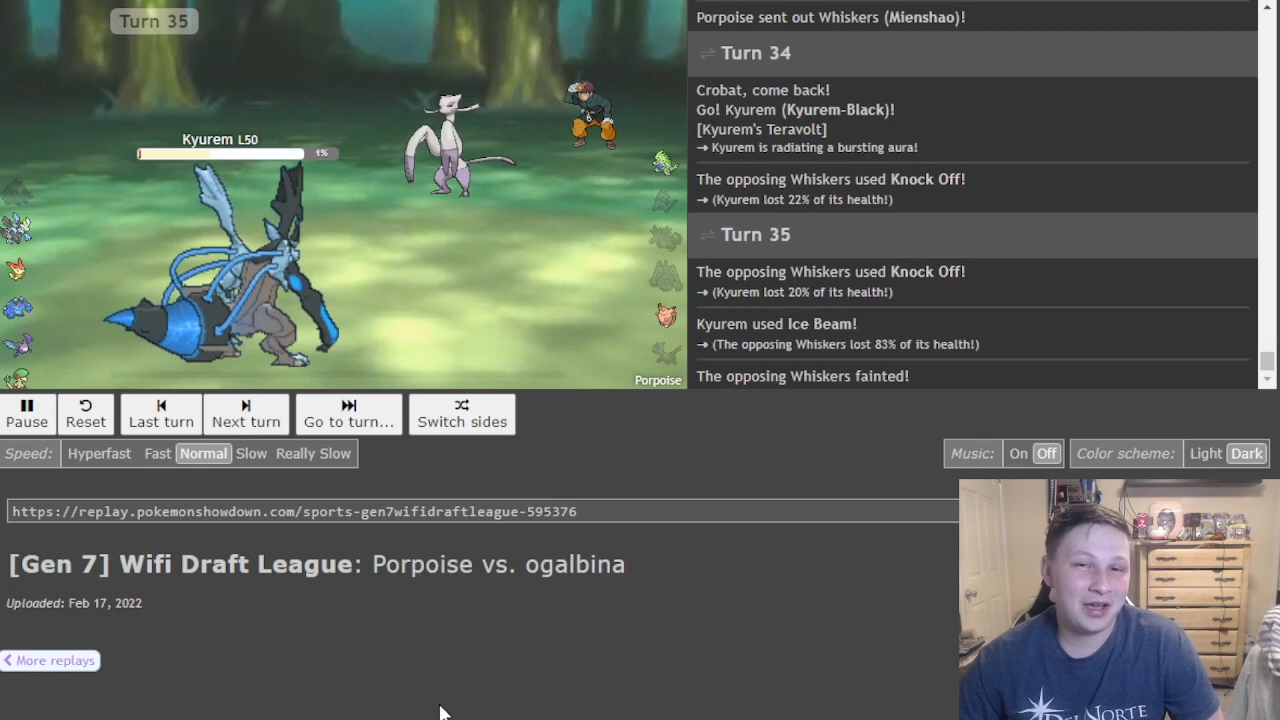 Turn 35
Kyurem L50
1%
Porpoise
Porpoise sent out Whiskers (Mienshao)!
Turn 34
Crobat, come back!
Go! Kyurem (Kyurem-Black)!
[Kyurem's Teravolt]
→ Kyurem is radiating a bursting aura!
The opposing Whiskers used Knock Off!
→ (Kyurem lost 22% of its health!)
Turn 35
The opposing Whiskers used Knock Off!
→ (Kyurem lost 20% of its health!)
Kyurem used Ice Beam!
→ (The opposing Whiskers lost 83% of its health!)
The opposing Whiskers fainted!
Pause Reset Last turn Next turn Go to turn... Switch sides
Speed: Hyperfast Fast Normal Slow Really Slow
Music: On Off Color scheme: Light Dark
https://replay.pokemonshowdown.com/sports-gen7wifidraftleague-595376
[Gen 7] Wifi Draft League: Porpoise vs. ogalbina
Uploaded: Feb 17, 2022
More replays
DEL NORTE